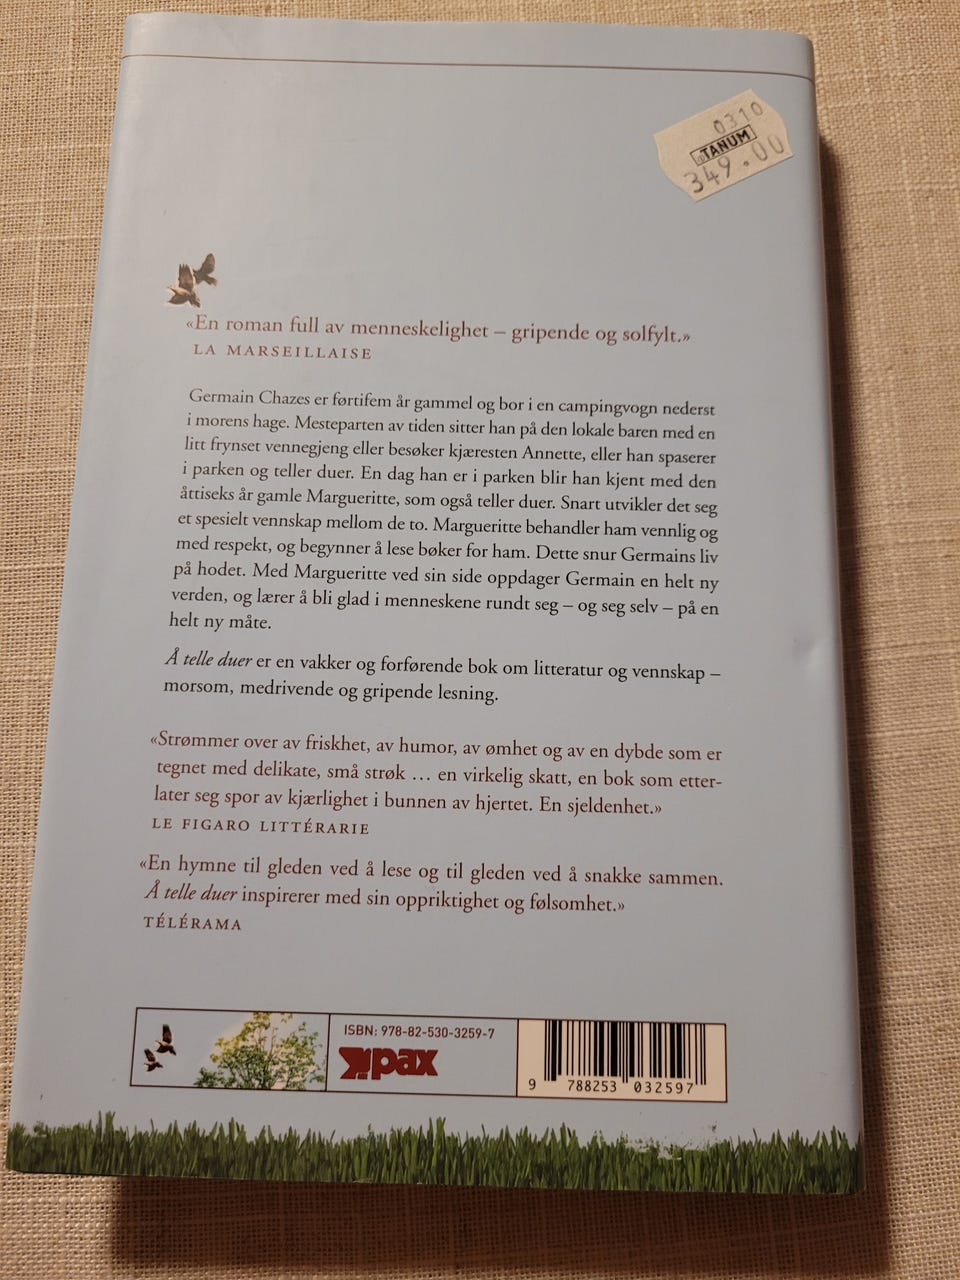 0310
TANUM
349.00
«En roman full av menneskelighet – gripende og solfylt.»
LA MARSEILLAISE
Germain Chazes er førtifem år gammel og bor i en campingvogn nederst
i morens hage. Mesteparten av tiden sitter han på den lokale baren med en
litt frynset vennegjeng eller besøker kjæresten Annette, eller han spaserer
i parken og teller duer. En dag han er i parken blir han kjent med den
åttiseks år gamle Margueritte, som også teller duer. Snart utvikler det seg
et spesielt vennskap mellom de to. Margueritte behandler ham vennlig og
med respekt, og begynner å lese bøker for ham. Dette snur Germains liv
på hodet. Med Margueritte ved sin side oppdager Germain en helt ny
verden, og lærer å bli glad i menneskene rundt seg – og seg selv – på en
helt ny måte.
Å telle duer er en vakker og forførende bok om litteratur og vennskap –
morsom, medrivende og gripende lesning.
«Strømmer over av friskhet, av humor, av ømhet og av en dybde som er
tegnet med delikate, små strøk ... en virkelig skatt, en bok som etter-
later seg spor av kjærlighet i bunnen av hjertet. En sjeldenhet.»
LE FIGARO LITTÉRARIE
«En hymne til gleden ved å lese og til gleden ved å snakke sammen.
Å telle duer inspirerer med sin oppriktighet og følsomhet.»
TÉLÉRAMA
ISBN: 978-82-530-3259-7
pax
9 788253 032597